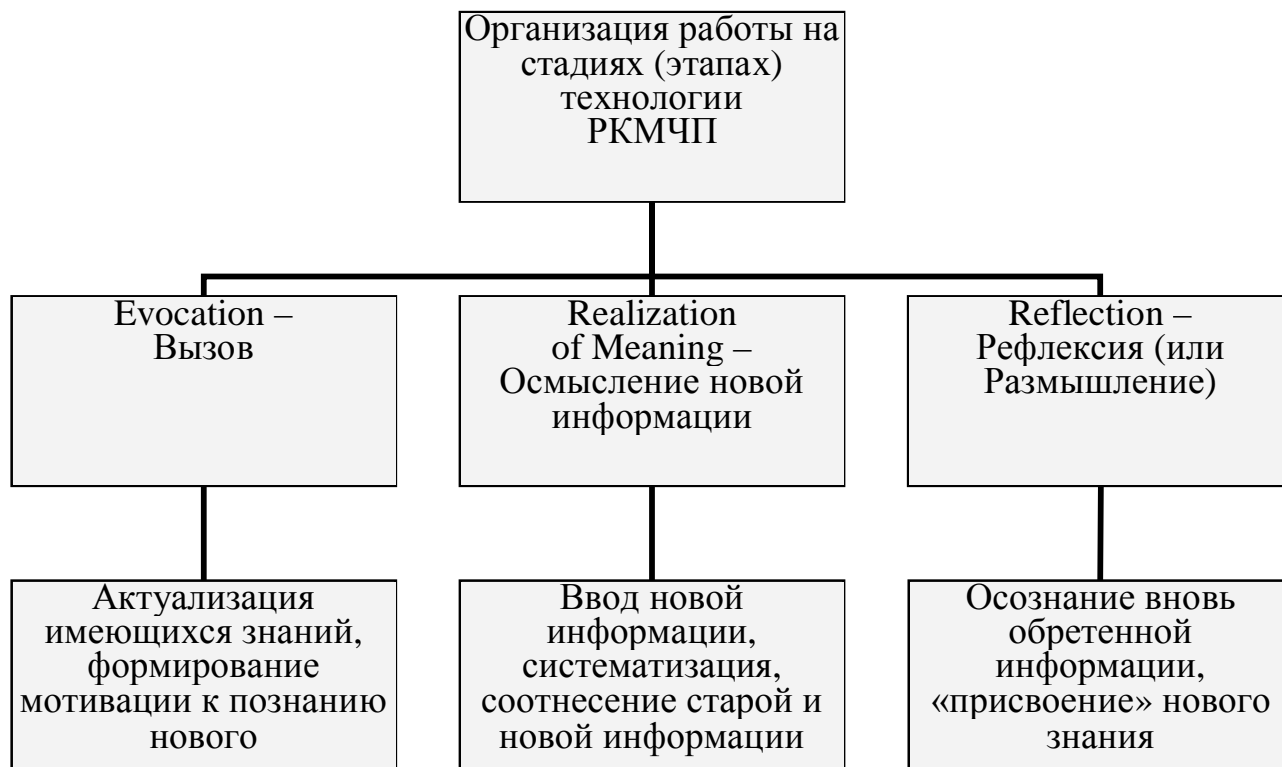 Организация работы на
стадиях (этапах)
технологии
РКМЧП
Evocation –
Вызов
Realization
of Meaning –
Осмысление новой
информации
Reflection –
Рефлексия (или
Размышление)
Актуализация
имеющихся знаний,
формирование
мотивации к познанию
нового
Ввод новой
информации,
систематизация,
соотнесение старой и
новой информации
Осознание вновь
обретенной
информации,
«присвоение» нового
знания